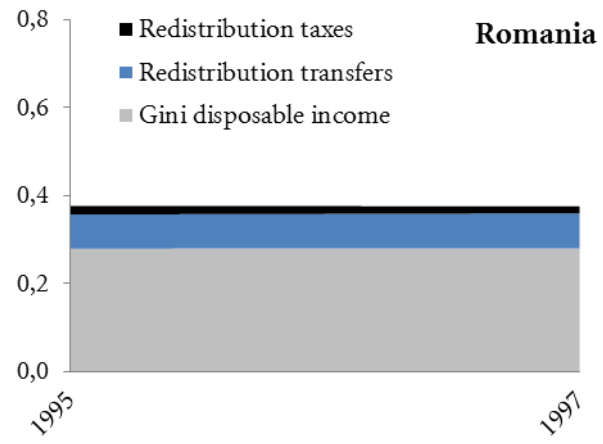 0,8
Redistribution taxes
Romania
Redistribution transfers
0,6
Gini disposable income
0,4
0,2
0,0
1995
1997